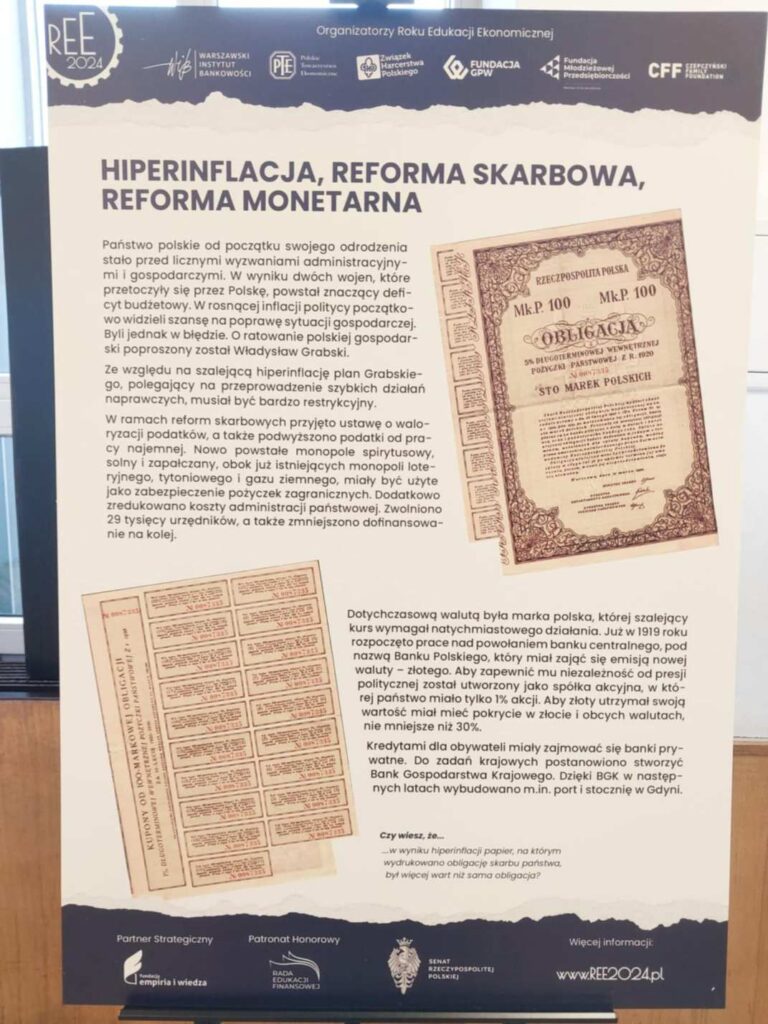 REE
2024
Organizatorzy Roku Edukacji Ekonomicznej
WIB
WARSZAWSKI
INSTYTUT
BANKOWOŚCI
PTE
Polskie
Towarzystwo
Ekonomiczne
Związek
Harcerstwa
Polskiego
FUNDACJA
GPW
Fundacja
Młodzieżowej
Przedsiębiorczości
CFF
CZEPCZYŃSKI
FAMILY
FOUNDATION
HIPERINFLACJA, REFORMA SKARBOWA,
REFORMA MONETARNA
Państwo polskie od początku swojego odrodzenia
stało przed licznymi wyzwaniami administracyjny-
mi i gospodarczymi. W wyniku dwóch wojen, które
przetoczyły się przez Polskę, powstał znaczący defi-
cyt budżetowy. W rosnącej inflacji politycy początko-
wo widzieli szansę na poprawę sytuacji gospodarczej.
Byli jednak w błędzie. O ratowanie polskiej gospodar-
ski poproszony został Władysław Grabski.
Ze względu na szalejącą hiperinflację plan Grabskie-
go, polegający na przeprowadzenie szybkich działań
naprawczych, musiał być bardzo restrykcyjny.
W ramach reform skarbowych przyjęto ustawę o walo-
ryzacji podatków, a także podwyższono podatki od pra-
cy najemnej. Nowo powstałe monopole spirytusowy,
solny i zapałczany, obok już istniejących monopoli lote-
ryjnego, tytoniowego i gazu ziemnego, miały być użyte
jako zabezpieczenie pożyczek zagranicznych. Dodatkowo
zredukowano koszty administracji państwowej. Zwolniono
29 tysięcy urzędników, a także zmniejszono dofinansowa-
nie na kolej.
RZECZPOSPOLITA POLSKA
Mk.P. 100 Mk.P. 100
OBLIGACJA
5% DŁUGOTERMINOWEJ WEWNĘTRZNEJ
POŻYCZKI PAŃSTWOWEJ Z R. 1920
№ 0087335
STO MAREK POLSKICH
KUPONY OD 100-MARKOWEJ OBLIGACJI
5% DŁUGOTERMINOWEJ WEWNĘTRZNEJ POŻYCZKI PAŃSTWOWEJ Z R. 1920
№ 0087335
Dotychczasową walutą była marka polska, której szalejący
kurs wymagał natychmiastowego działania. Już w 1919 roku
rozpoczęto prace nad powołaniem banku centralnego, pod
nazwą Banku Polskiego, który miał zająć się emisją nowej
waluty – złotego. Aby zapewnić mu niezależność od presji
politycznej został utworzony jako spółka akcyjna, w któ-
rej państwo miało tylko 1% akcji. Aby złoty utrzymał swoją
wartość miał mieć pokrycie w złocie i obcych walutach,
nie mniejsze niż 30%.
Kredytami dla obywateli miały zajmować się banki pry-
watne. Do zadań krajowych postanowiono stworzyć
Bank Gospodarstwa Krajowego. Dzięki BGK w następ-
nych latach wybudowano m.in. port i stocznię w Gdyni.
Czy wiesz, że...
...w wyniku hiperinflacji papier, na którym
wydrukowano obligację skarbu państwa,
był więcej wart niż sama obligacja?
Partner Strategiczny
Fundacja
empiria i wiedza
Patronat Honorowy
RADA
EDUKACJI
FINANSOWEJ
SENAT
RZECZYPOSPOLITEJ
POLSKIEJ
Więcej informacji:
www.REE2024.pl